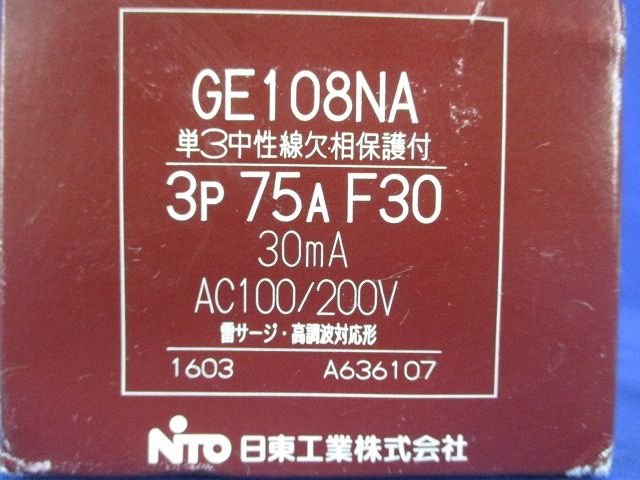 GE108NA
単3中性線欠相保護付
3P 75A F30
30mA
AC100/200V
雷サージ・高調波対応形
1603 A636107
NiTO 日東工業株式会社